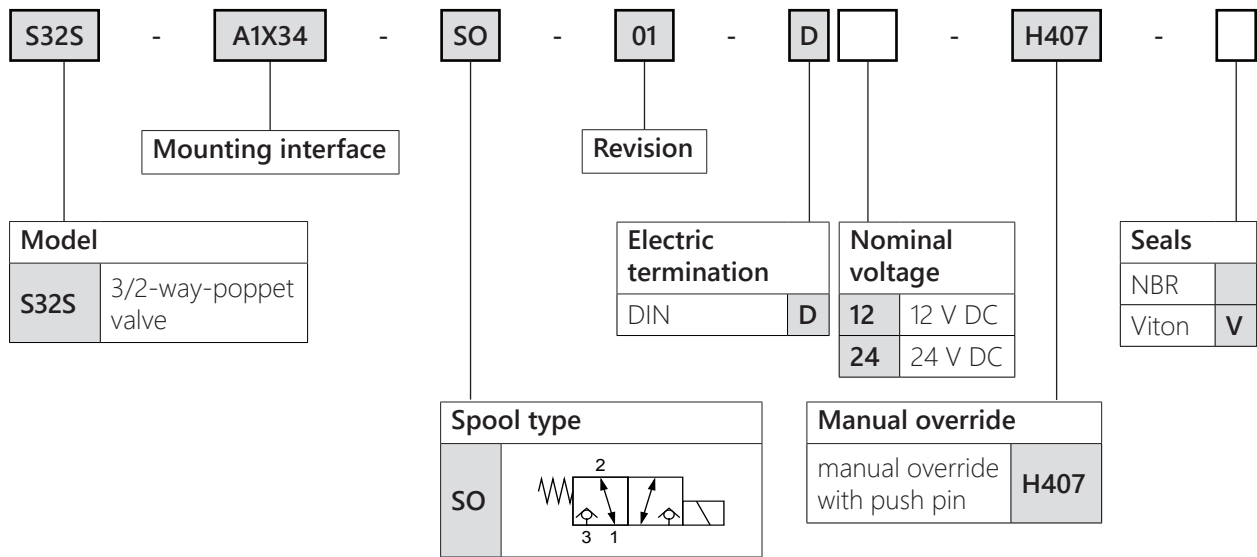 S32S - A1X34 - SO - 01 - D - H407 -
Mounting interface
Revision
Model
S32S 3/2-way-poppet
valve
Electric
termination
DIN D
Nominal
voltage
12 12 V DC
24 24 V DC
Seals
NBR
Viton V
Spool type
SO
2
3 1
Manual override
manual override
with push pin
H407